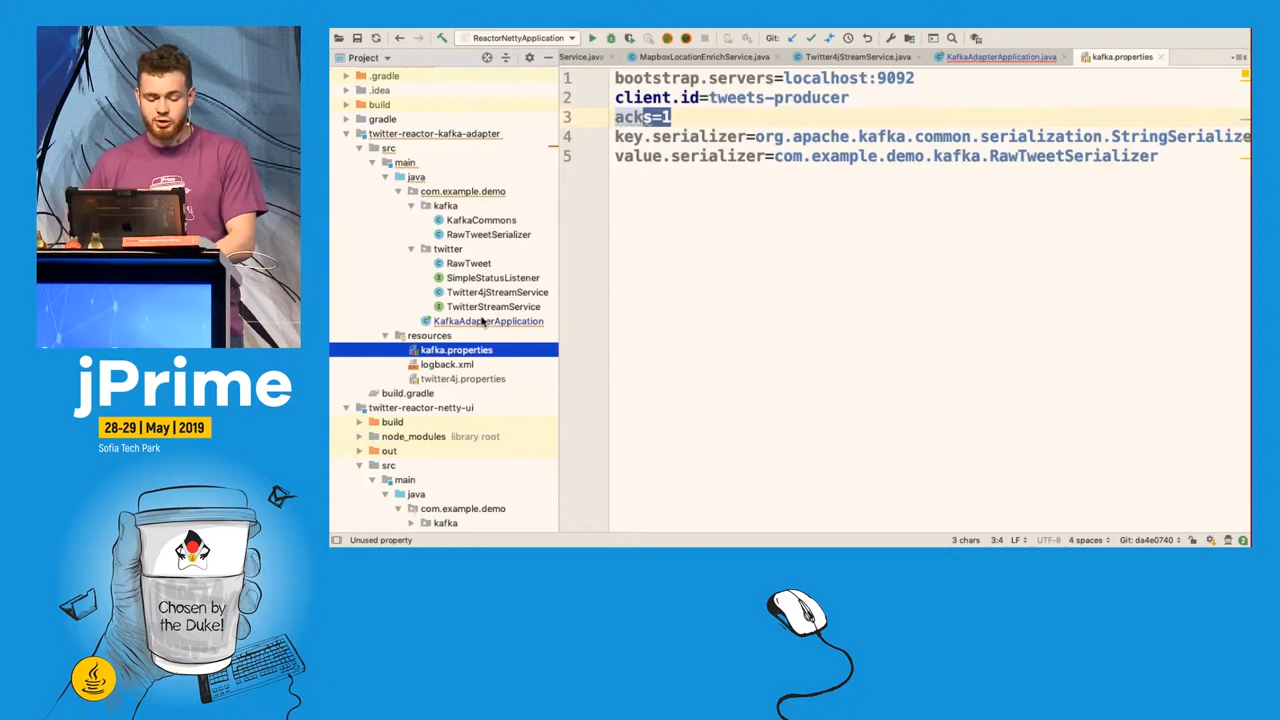 ReactorNettyApplication
Git:
Project
Service.java
MapboxLocationEnrichService.java
Twitter4jStreamService.java
KafkaAdapterApplication.java
kafka.properties
.gradle
.idea
build
gradle
twitter-reactor-kafka-adapter
src
main
java
com.example.demo
kafka
KafkaCommons
RawTweetSerializer
twitter
RawTweet
SimpleStatusListener
Twitter4jStreamService
TwitterStreamService
KafkaAdapterApplication
resources
kafka.properties
logback.xml
twitter4j.properties
build.gradle
twitter-reactor-netty-ui
build
node_modules library root
out
src
main
java
com.example.demo
kafka
1 bootstrap.servers=localhost:9092
2 client.id=tweets-producer
3 acks=1
4 key.serializer=org.apache.kafka.common.serialization.StringSerialize
5 value.serializer=com.example.demo.kafka.RawTweetSerializer
Unused property
3 chars 3:4 LF UTF-8 4 spaces Git: da4e0740
jPrime
28-29 | May | 2019
Sofia Tech Park
Chosen by
the Duke!